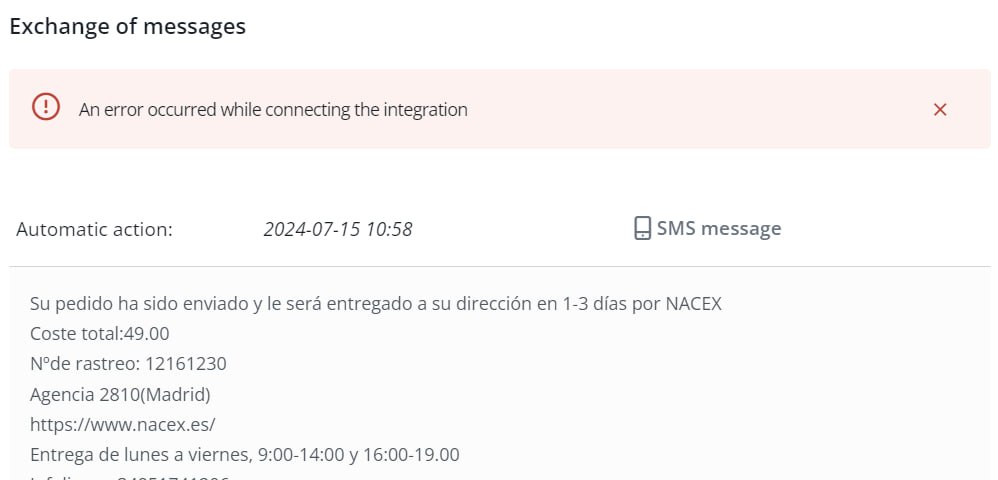 Exchange of messages
An error occurred while connecting the integration
Automatic action: 2024-07-15 10:58 SMS message
Su pedido ha sido enviado y le será entregado a su dirección en 1-3 días por NACEX
Coste total:49.00
Nºde rastreo: 12161230
Agencia 2810(Madrid)
https://www.nacex.es/
Entrega de lunes a viernes, 9:00-14:00 y 16:00-19.00